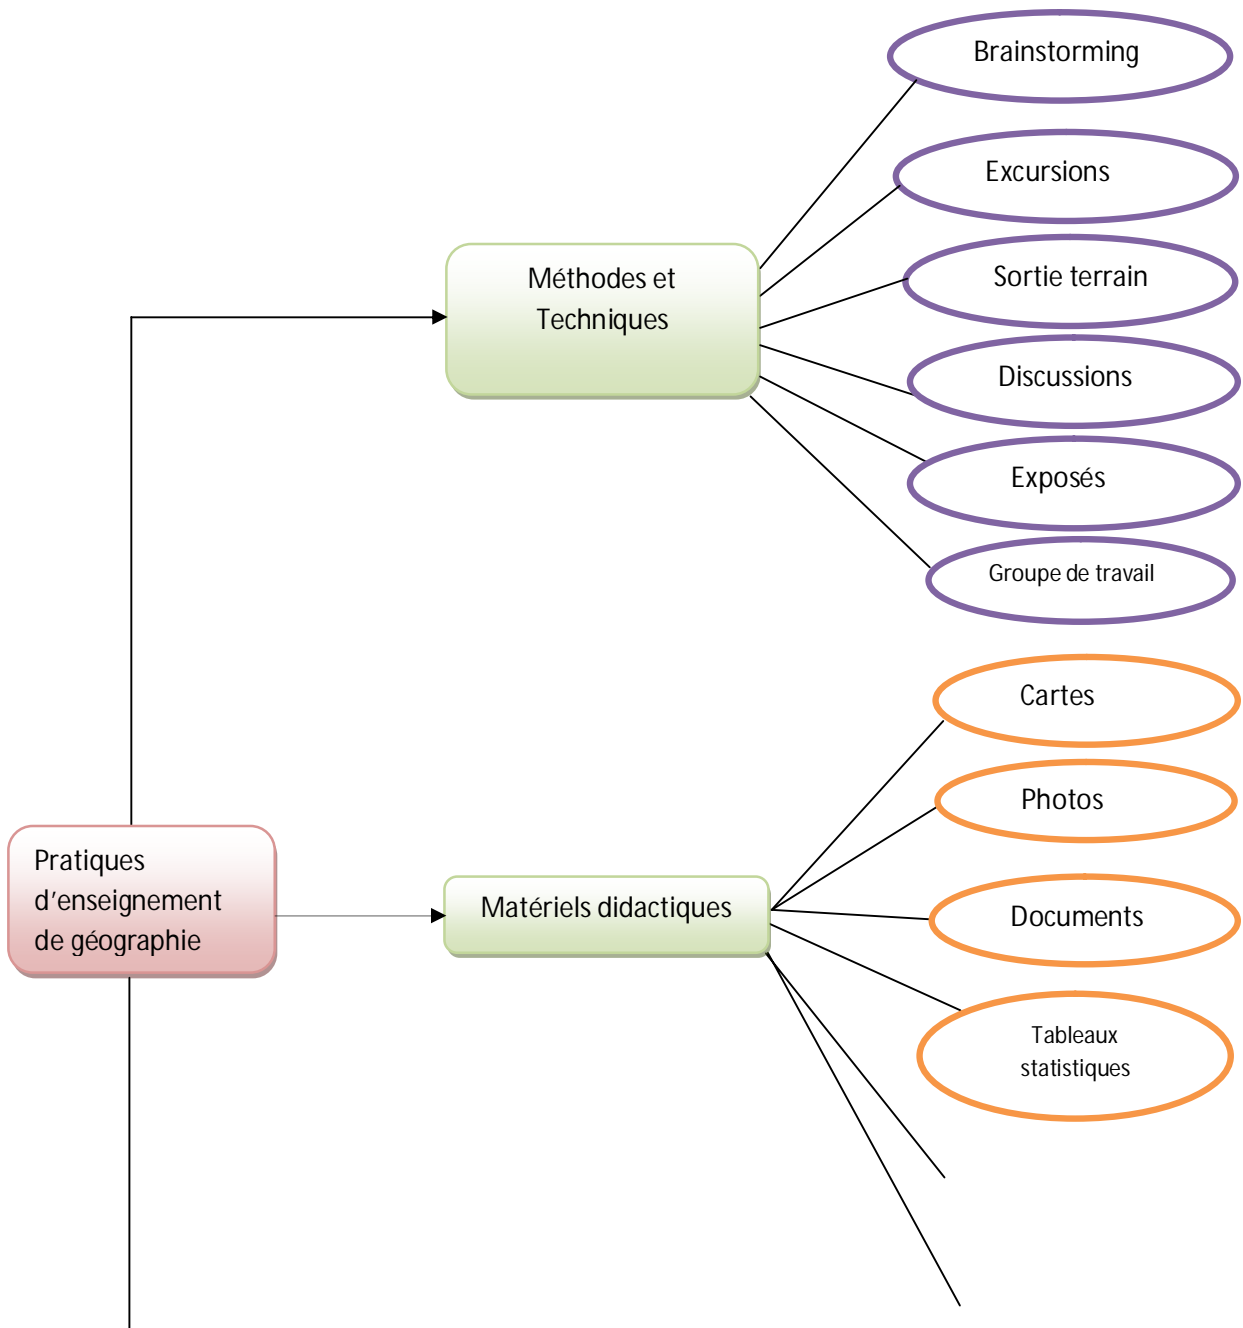 Brainstorming
Excursions
Méthodes et
Techniques
Sortie terrain
Discussions
Exposés
Groupe de travail
Cartes
Photos
Pratiques
d'enseignement
de géographie
Matériels didactiques
Documents
Tableaux
statistiques